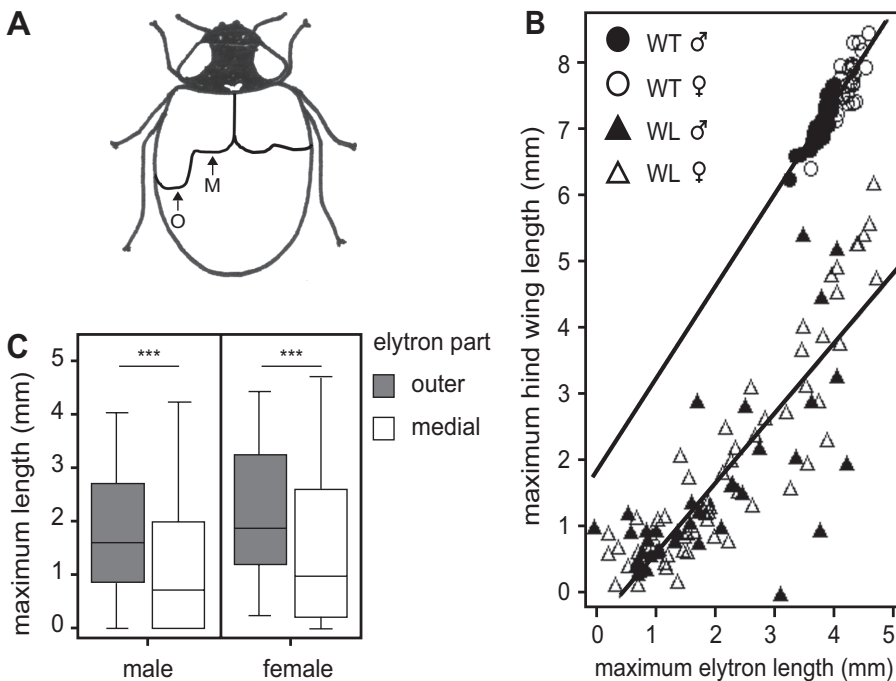 A
M
O
B
WT ♂
WT ♀
WL ♂
WL ♀
maximum hind wing length (mm)
8
7
6
5
4
3
2
1
0
0 1 2 3 4 5
maximum elytron length (mm)
C
maximum length (mm)
5
4
3
2
1
0
***
***
male
female
elytron part
outer
medial